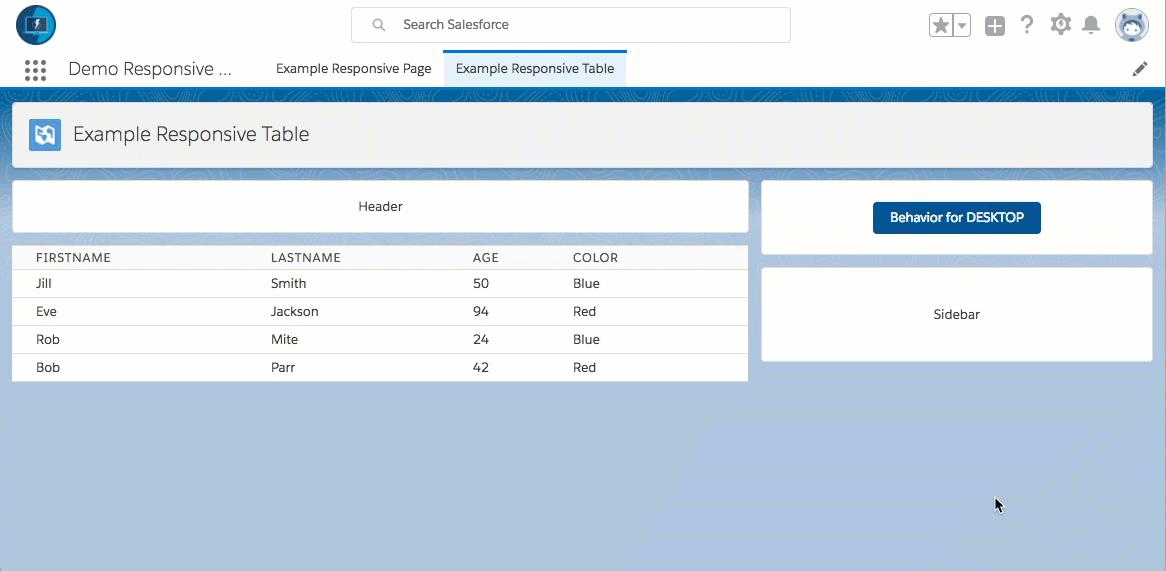 Search Salesforce
Demo Responsive ... Example Responsive Page Example Responsive Table
Example Responsive Table
Header
FIRSTNAME LASTNAME AGE COLOR
Jill Smith 50 Blue
Eve Jackson 94 Red
Rob Mite 24 Blue
Bob Parr 42 Red
Behavior for DESKTOP
Sidebar